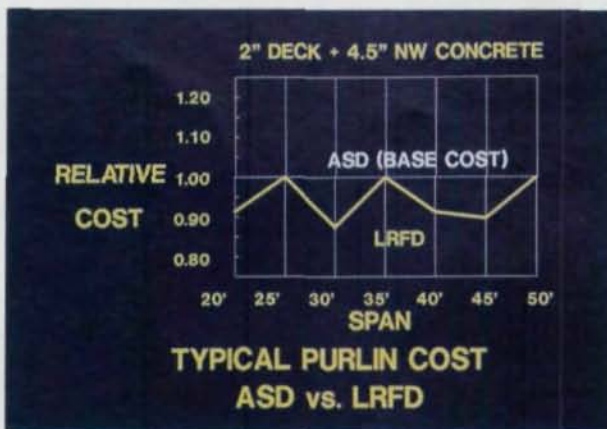 2" DECK + 4.5" NW CONCRETE
1.20
1.10
ASD (BASE COST)
RELATIVE 1.00
COST 0.90
LRFD
0.80
20' 25' 30' 35' 40' 45' 50'
SPAN
TYPICAL PURLIN COST
ASD vs. LRFD